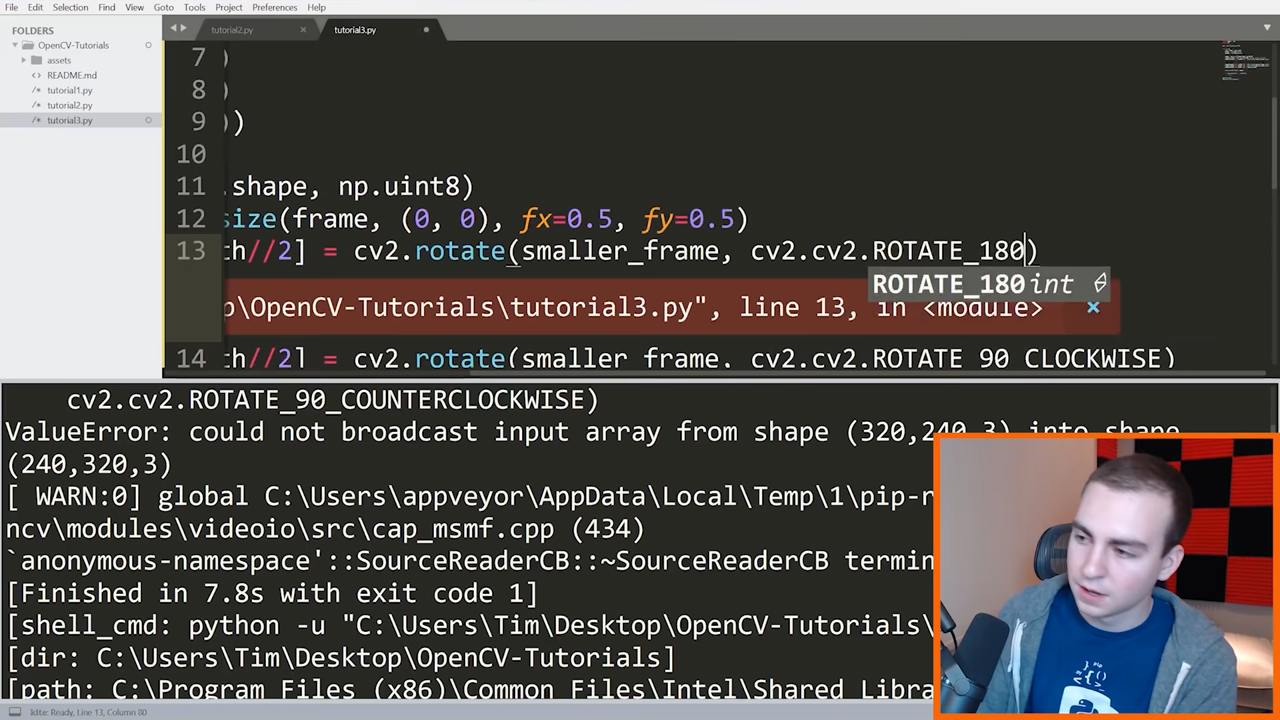 File Edit Selection Find View Goto Tools Project Preferences Help
FOLDERS
OpenCV-Tutorials
assets
README.md
tutorial1.py
tutorial2.py
tutorial3.py
tutorial2.py tutorial3.py
7 )
8 )
9 ))
10
11 .shape, np.uint8)
12 size(frame, (0, 0), fx=0.5, fy=0.5)
13 th//2] = cv2.rotate(smaller_frame, cv2.cv2.ROTATE_180)
ROTATE_180 int
p\OpenCV-Tutorials\tutorial3.py", line 13, in <module> ×
14 th//2] = cv2.rotate(smaller_frame, cv2.cv2.ROTATE_90_CLOCKWISE)
cv2.cv2.ROTATE_90_COUNTERCLOCKWISE)
ValueError: could not broadcast input array from shape (320,240,3) into shape
(240,320,3)
[ WARN:0] global C:\Users\appveyor\AppData\Local\Temp\1\pip-r
ncv\modules\videoio\src\cap_msmf.cpp (434)
`anonymous-namespace'::SourceReaderCB::~SourceReaderCB termin
[Finished in 7.8s with exit code 1]
[shell_cmd: python -u "C:\Users\Tim\Desktop\OpenCV-Tutorials\
[dir: C:\Users\Tim\Desktop\OpenCV-Tutorials]
[path: C:\Program Files (x86)\Common Files\Intel\Shared Libra
Ready, Line 13, Column 80